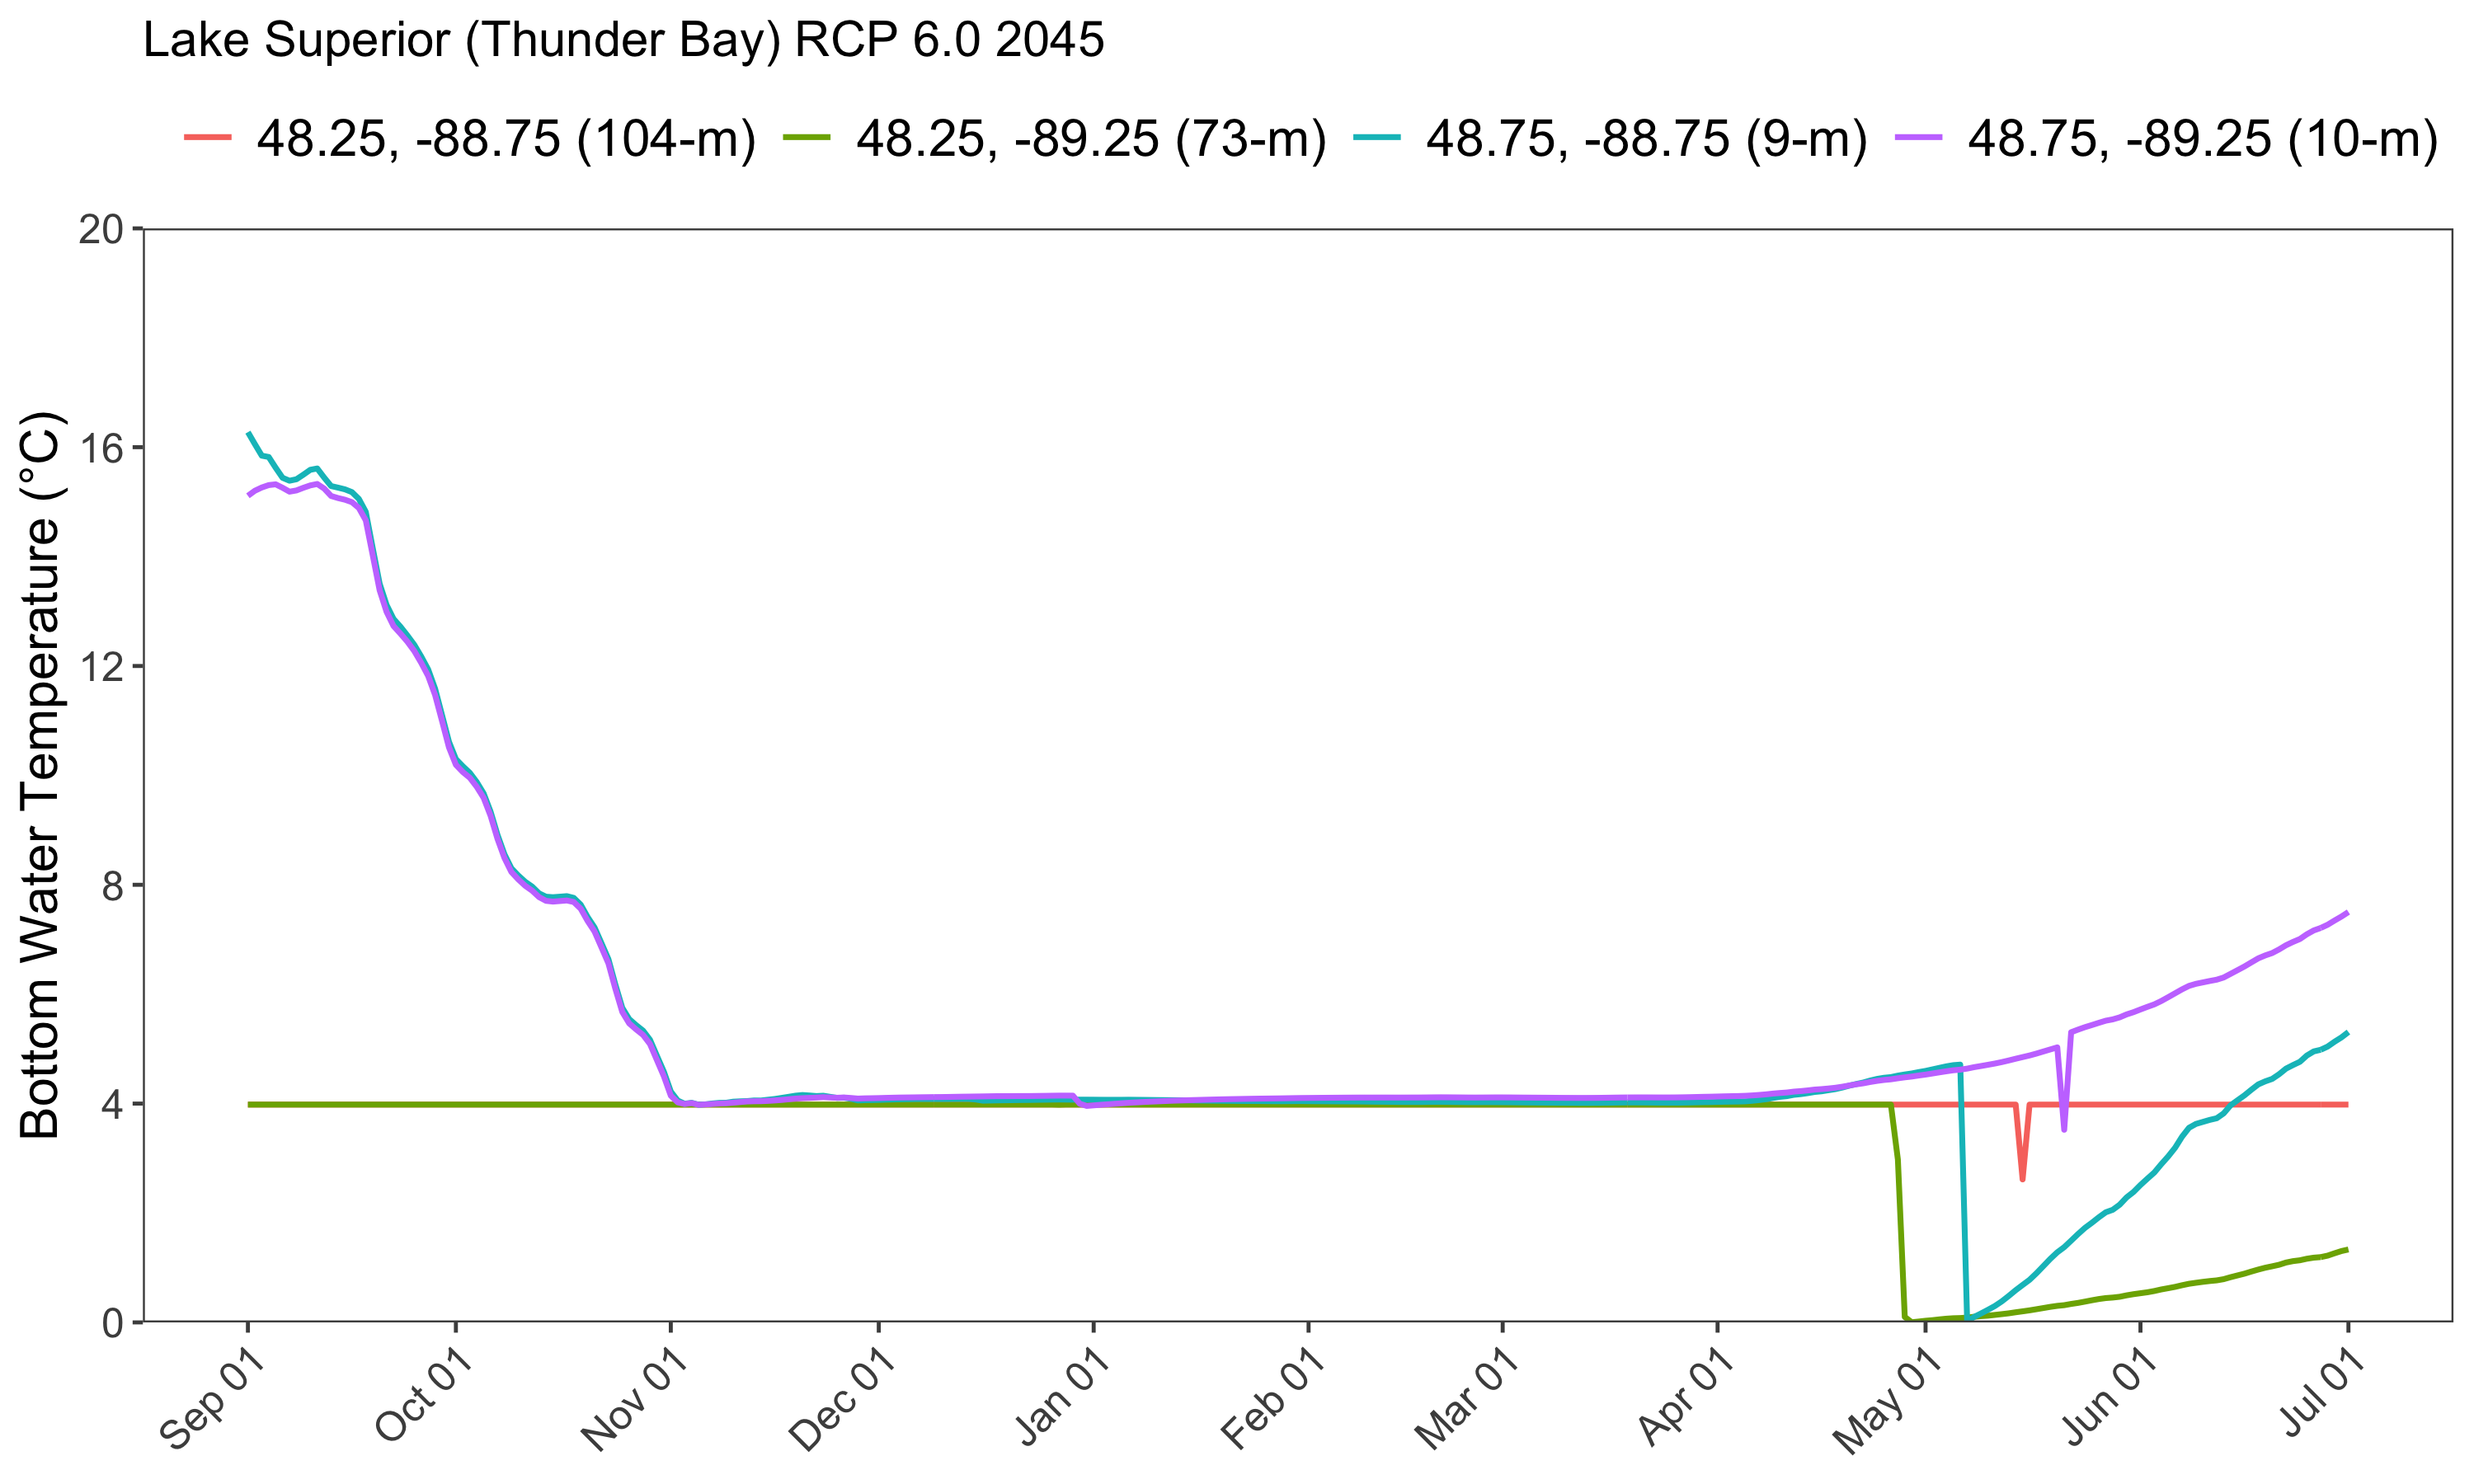 Lake Superior (Thunder Bay) RCP 6.0 2045
48.25, -88.75 (104-m) 48.25, -89.25 (73-m) 48.75, -88.75 (9-m) 48.75, -89.25 (10-m)
Bottom Water Temperature (°C)
20
16
12
8
4
0
Sep 01 Oct 01 Nov 01 Dec 01 Jan 01 Feb 01 Mar 01 Apr 01 May 01 Jun 01 Jul 01